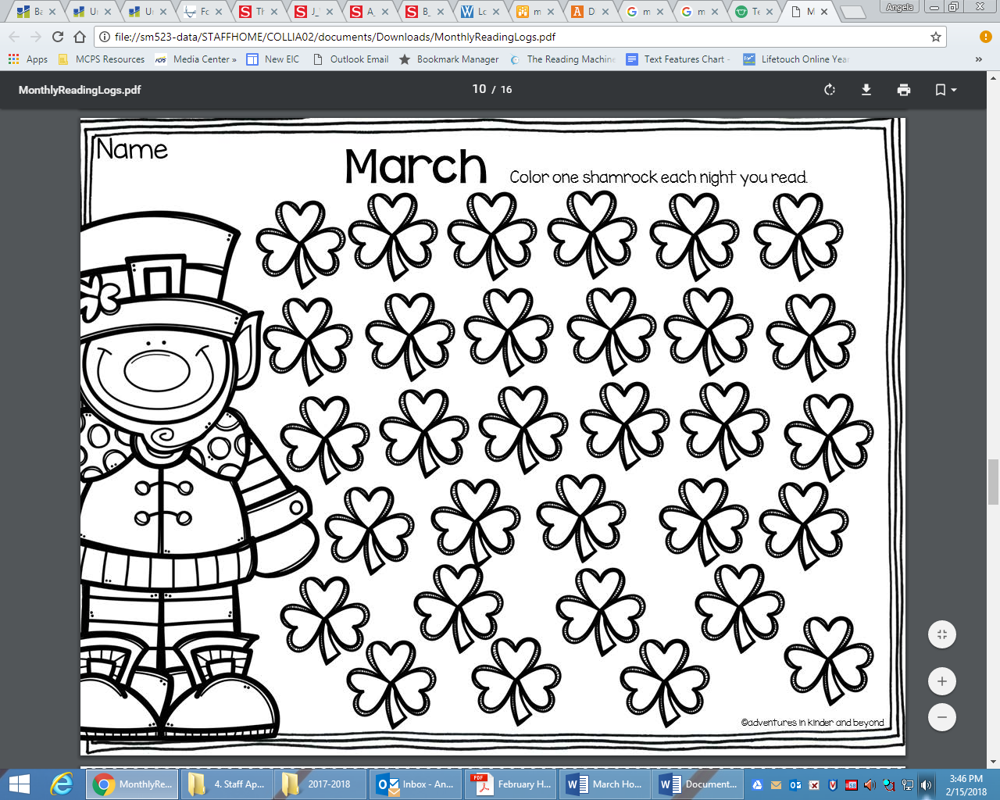 Ba
Ur
Ur
Fc
Th
J_
A_
B_
Lc
m
D
m
m
Te
M
Angela
file://sm523-data/STAFFHOME/COLLIA02/documents/Downloads/MonthlyReadingLogs.pdf
Apps MCPS Resources Media Center » New EIC Outlook Email Bookmark Manager The Reading Machine Text Features Chart - Lifetouch Online Year »
MonthlyReadingLogs.pdf 10 / 16
Name
March Color one shamrock each night you read.
©adventures in kinder and beyond
MonthlyRe... 4. Staff Ap... 2017-2018 Inbox - An... February H... March Ho... Document... 3:46 PM
2/15/2018